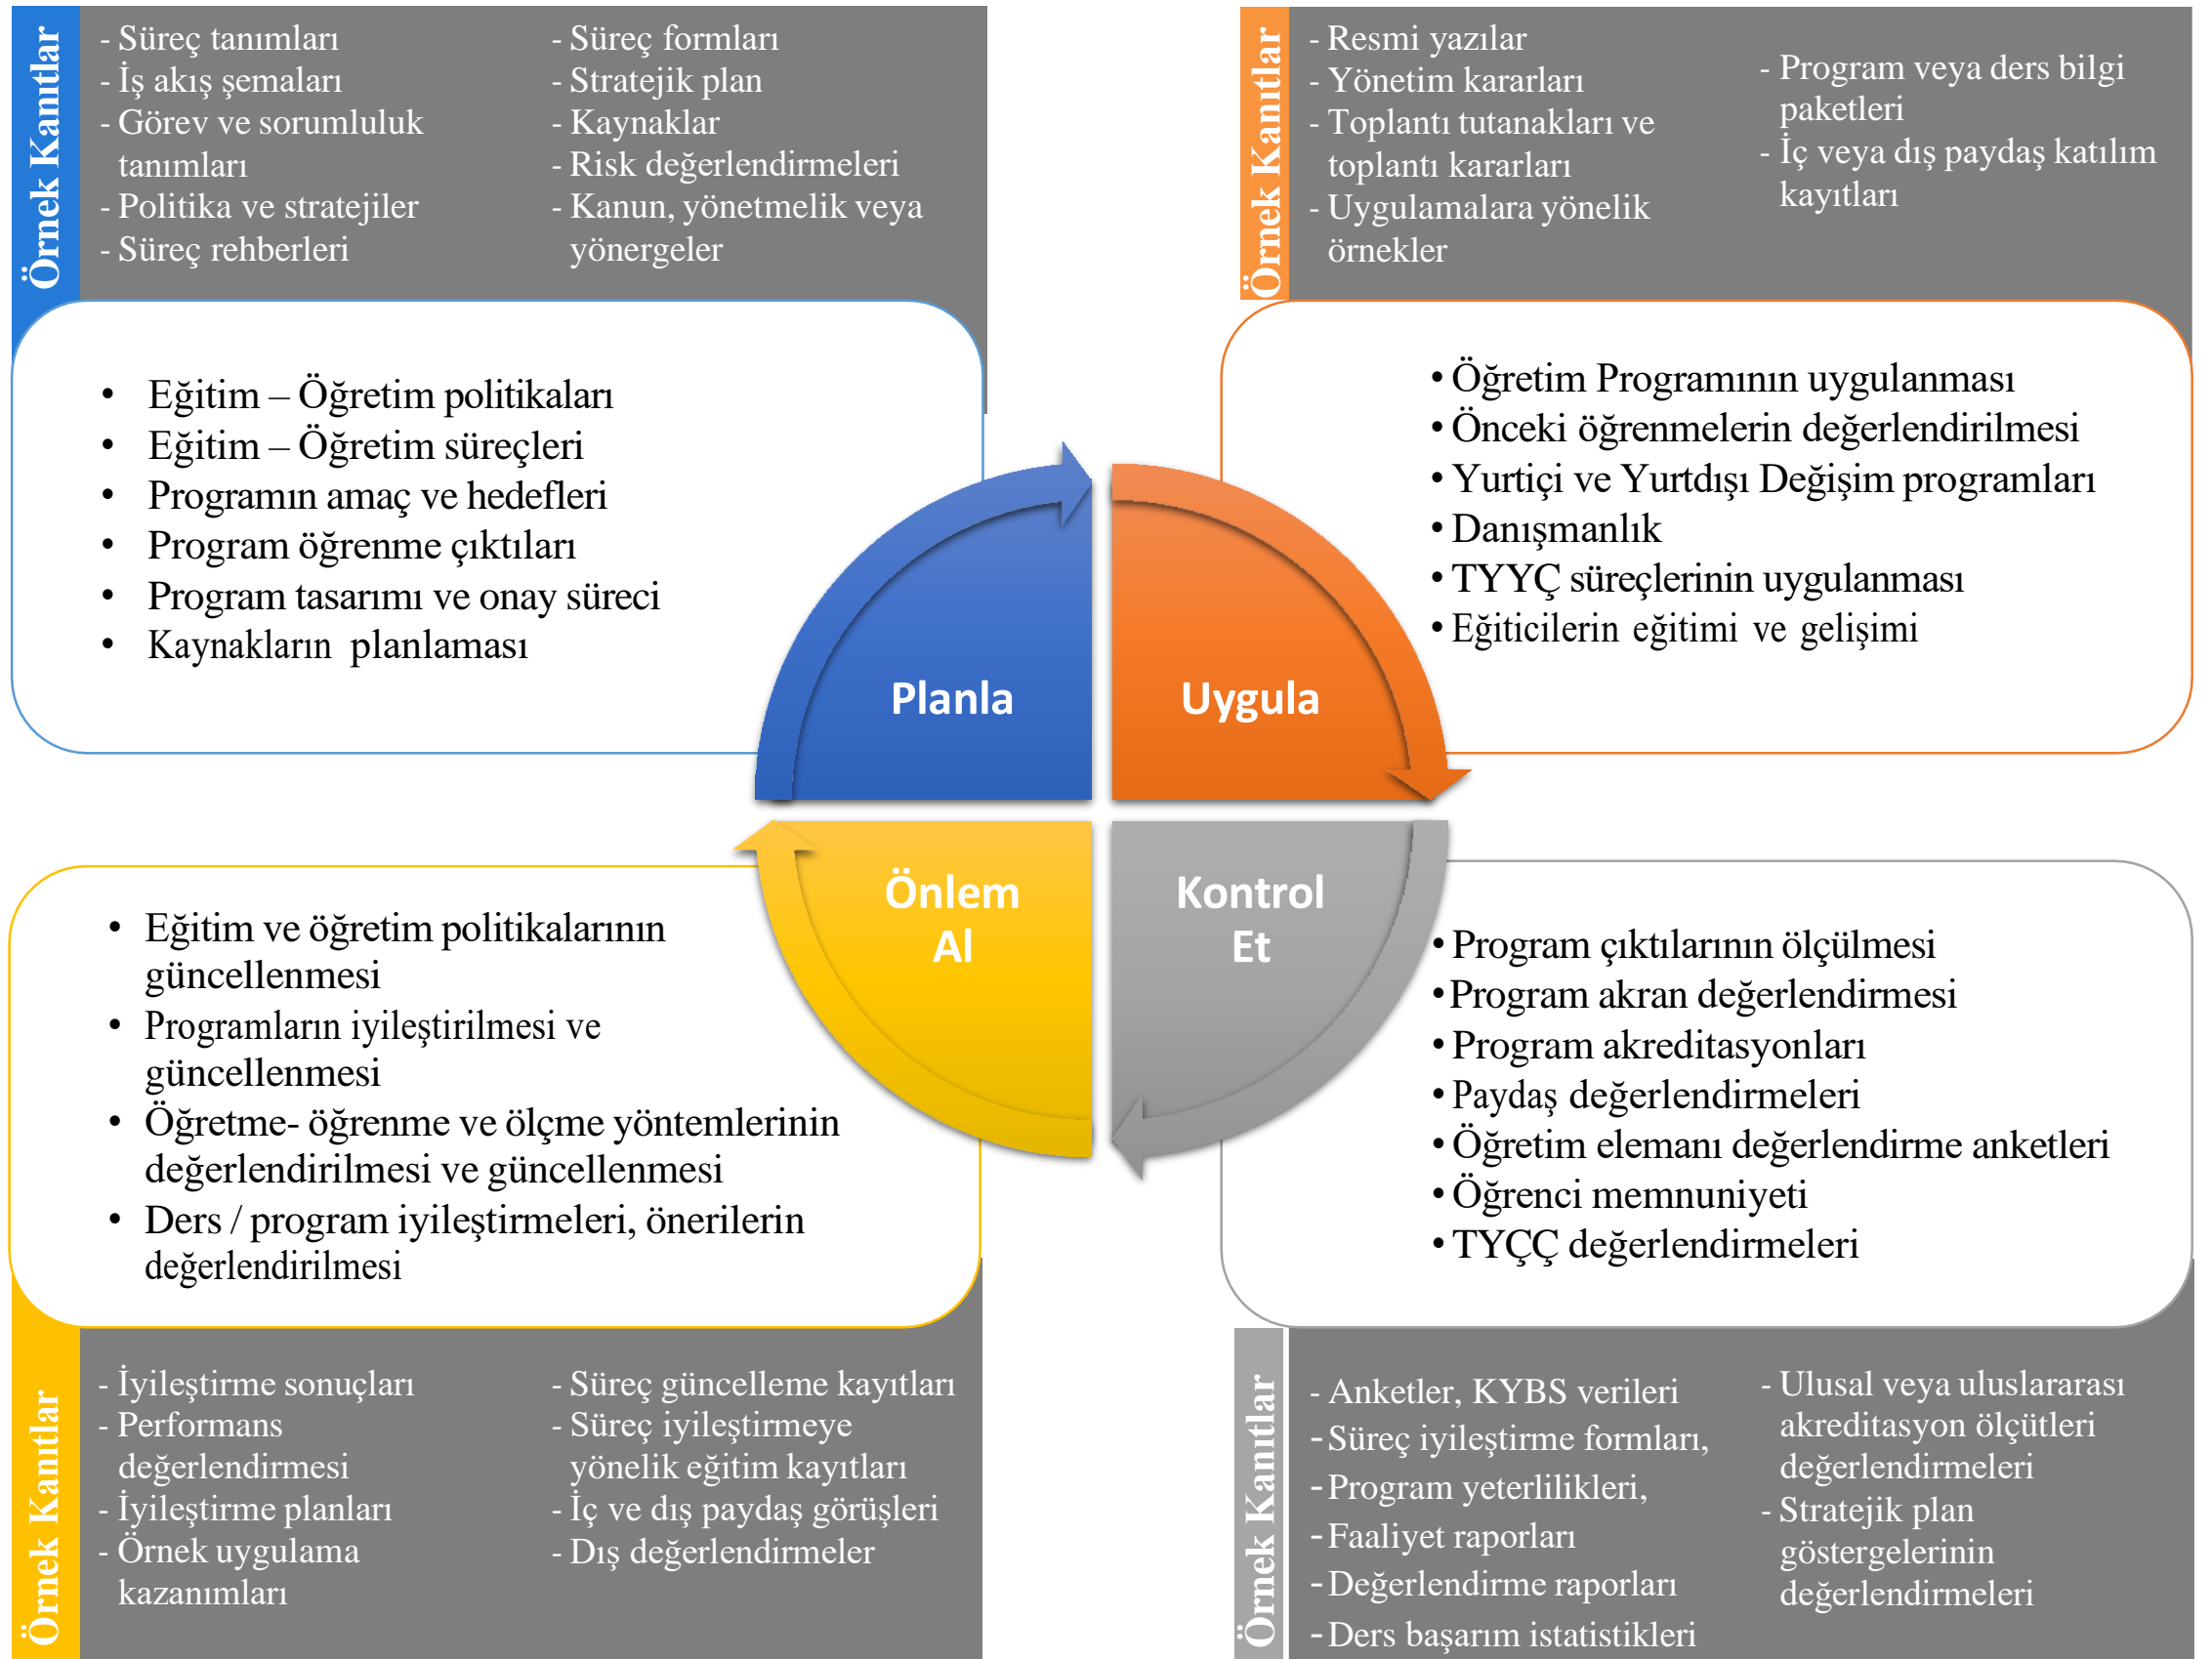 Örnek Kanıtlar
- Süreç tanımları
- İş akış şemaları
- Görev ve sorumluluk
tanımları
- Politika ve stratejiler
- Süreç rehberleri
- Süreç formları
- Stratejik plan
- Kaynaklar
- Risk değerlendirmeleri
- Kanun, yönetmelik veya
yönergeler
Örnek Kanıtlar
- Resmi yazılar
- Yönetim kararları
- Toplantı tutanakları ve
toplantı kararları
- Uygulamalara yönelik
örnekler
- Program veya ders bilgi
paketleri
- İç veya dış paydaş katılım
kayıtları
• Eğitim – Öğretim politikaları
• Eğitim – Öğretim süreçleri
• Programın amaç ve hedefleri
• Program öğrenme çıktıları
• Program tasarımı ve onay süreci
• Kaynakların planlaması
• Öğretim Programının uygulanması
• Önceki öğrenmelerin değerlendirilmesi
• Yurtiçi ve Yurtdışı Değişim programları
• Danışmanlık
• TYYÇ süreçlerinin uygulanması
• Eğiticilerin eğitimi ve gelişimi
Planla
Uygula
Önlem
Al
Kontrol
Et
• Eğitim ve öğretim politikalarının
güncellenmesi
• Programların iyileştirilmesi ve
güncellenmesi
• Öğretme- öğrenme ve ölçme yöntemlerinin
değerlendirilmesi ve güncellenmesi
• Ders / program iyileştirmeleri, önerilerin
değerlendirilmesi
• Program çıktılarının ölçülmesi
• Program akran değerlendirmesi
• Program akreditasyonları
• Paydaş değerlendirmeleri
• Öğretim elemanı değerlendirme anketleri
• Öğrenci memnuniyeti
• TYÇÇ değerlendirmeleri
Örnek Kanıtlar
- İyileştirme sonuçları
- Performans
değerlendirmesi
- İyileştirme planları
- Örnek uygulama
kazanımları
- Süreç güncelleme kayıtları
- Süreç iyileştirmeye
yönelik eğitim kayıtları
- İç ve dış paydaş görüşleri
- Dış değerlendirmeler
Örnek Kanıtlar
- Anketler, KYBS verileri
- Süreç iyileştirme formları,
- Program yeterlilikleri,
- Faaliyet raporları
- Değerlendirme raporları
- Ders başarım istatistikleri
- Ulusal veya uluslararası
akreditasyon ölçütleri
değerlendirmeleri
- Stratejik plan
göstergelerinin
değerlendirmeleri